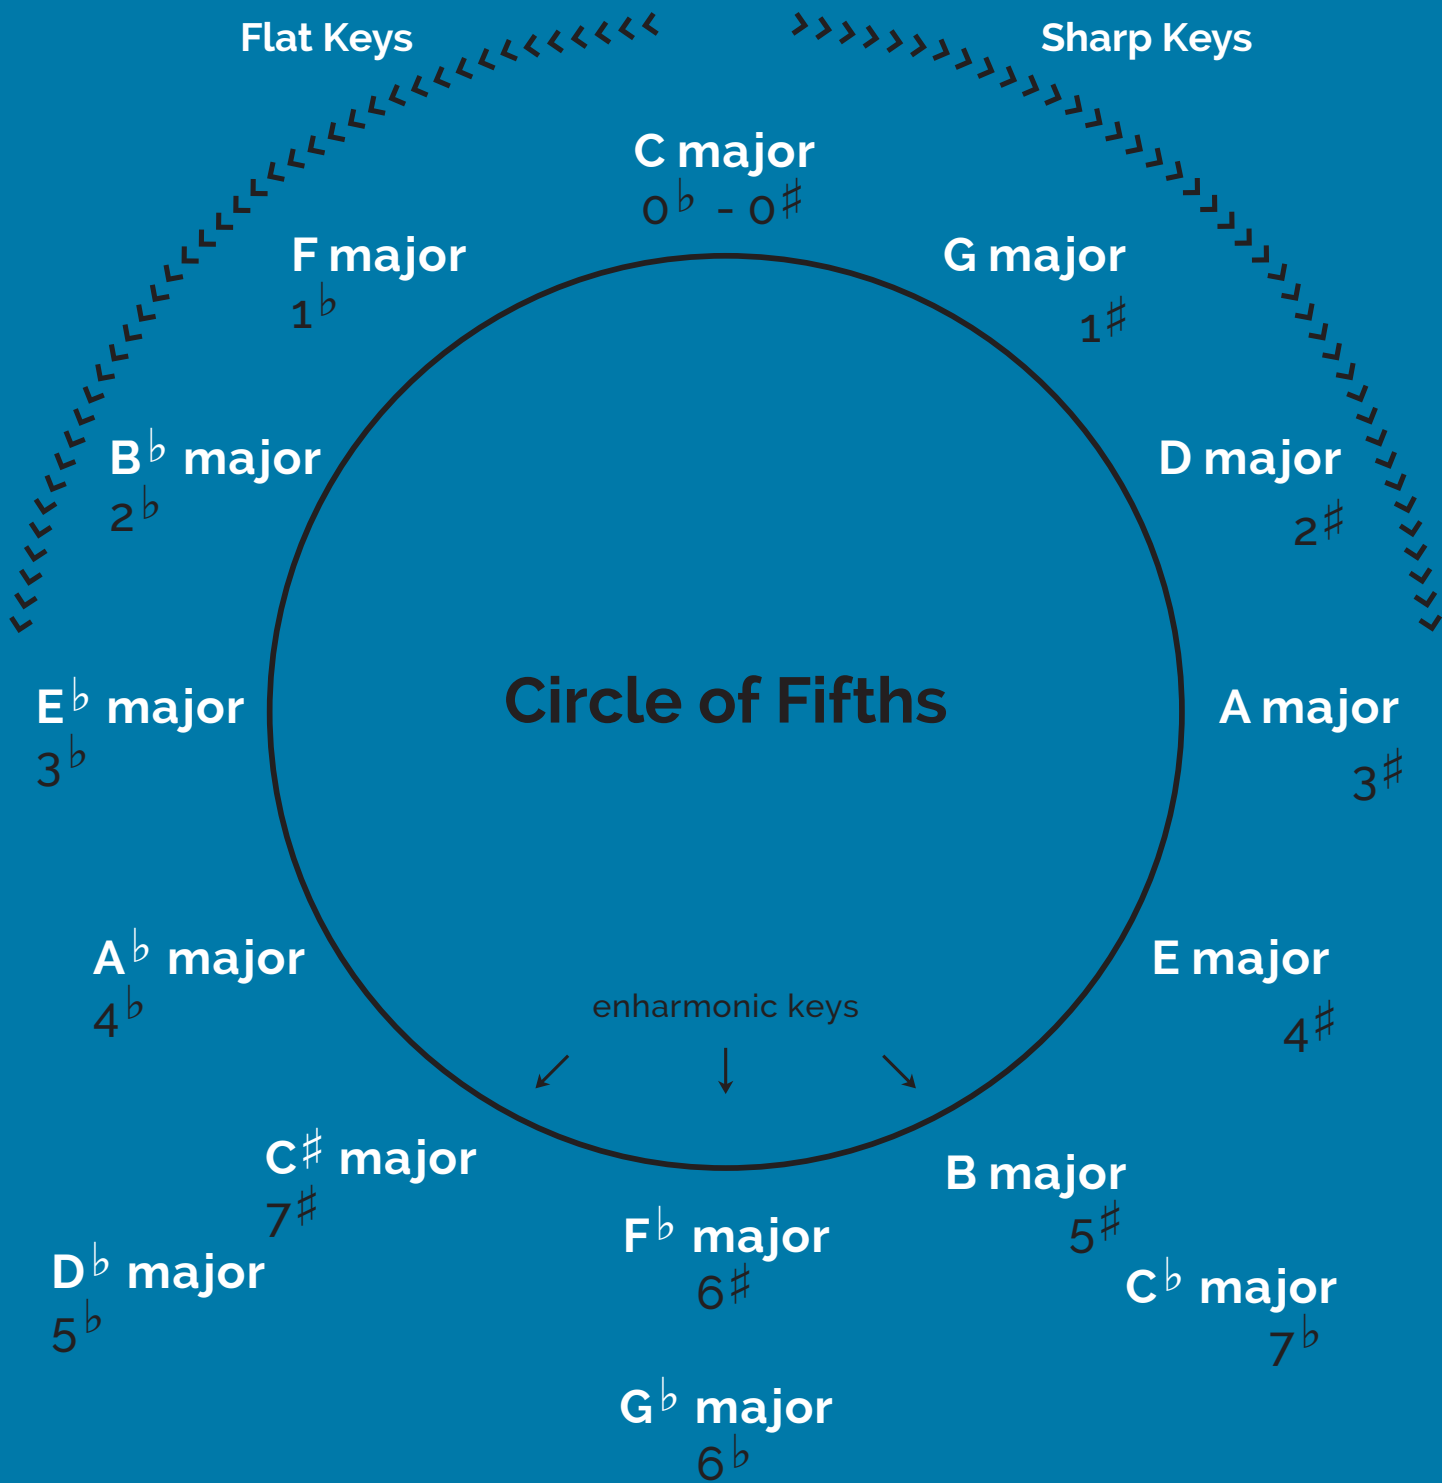 Flat Keys
Sharp Keys
C major
0♭ - 0♯
F major
1♭
G major
1♯
B♭ major
2♭
D major
2♯
E♭ major
3♭
Circle of Fifths
A major
3♯
A♭ major
4♭
E major
4♯
enharmonic keys
C♯ major
7♯
B major
5♯
F♭ major
6♯
D♭ major
5♭
C♭ major
7♭
G♭ major
6♭